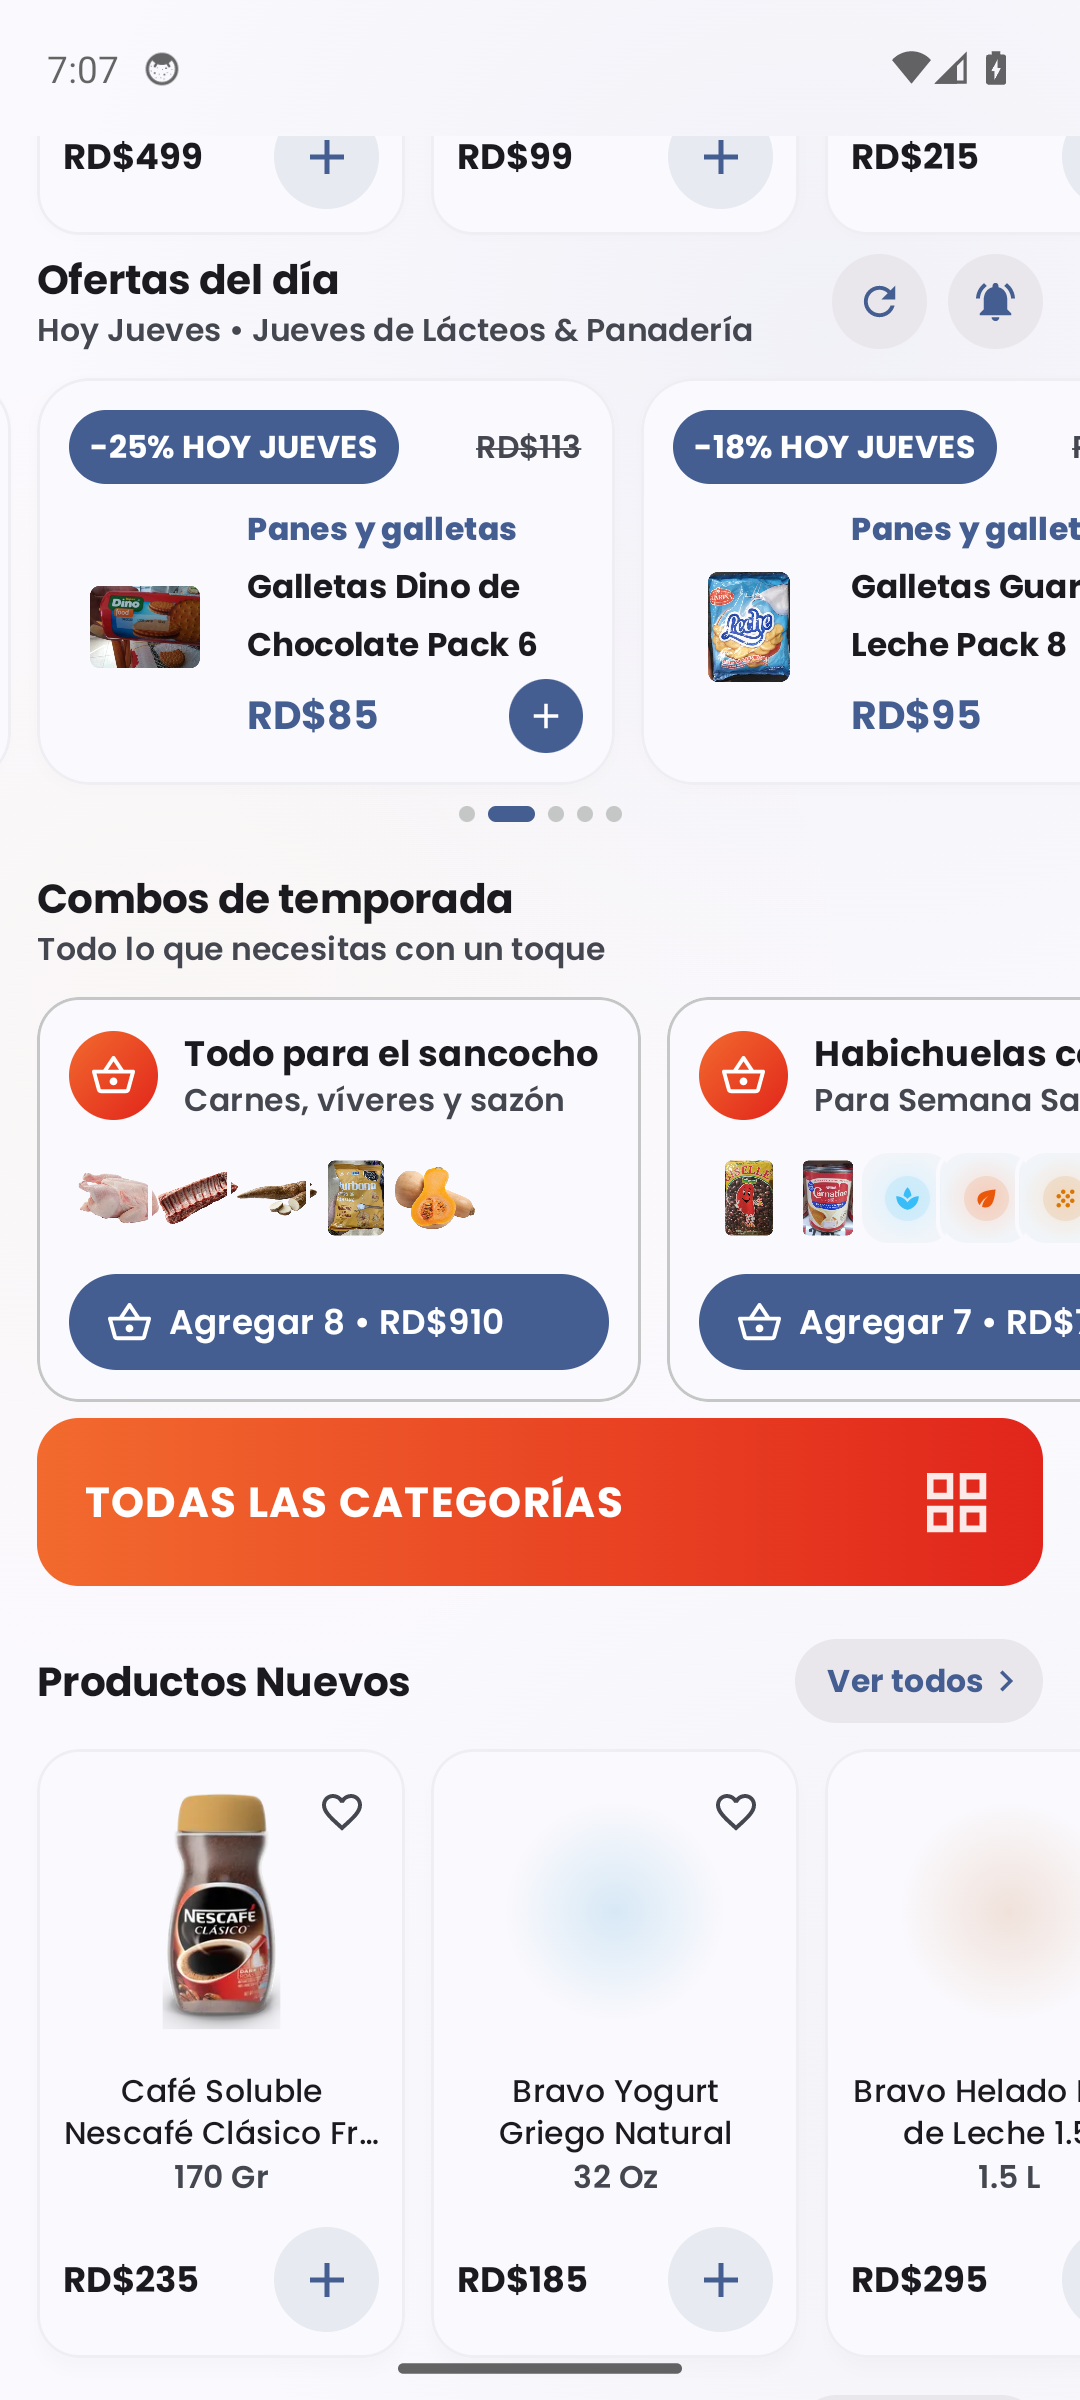 7:07
RD$499
RD$99
RD$215
Ofertas del día
Hoy Jueves • Jueves de Lácteos & Panadería
-25% HOY JUEVES
RD$113
Panes y galletas
Galletas Dino de
Chocolate Pack 6
RD$85
Dino
-18% HOY JUEVES
Panes y gallet
Galletas Guar
Leche Pack 8
RD$95
Leche
Combos de temporada
Todo lo que necesitas con un toque
Todo para el sancocho
Carnes, víveres y sazón
Agregar 8 • RD$910
Habichuelas c
Para Semana Sa
Agregar 7 • RD$
TODAS LAS CATEGORÍAS
Productos Nuevos
Ver todos
NESCAFÉ
CLÁSICO
Café Soluble
Nescafé Clásico Fr...
170 Gr
RD$235
Bravo Yogurt
Griego Natural
32 Oz
RD$185
Bravo Helado
de Leche 1.5
1.5 L
RD$295